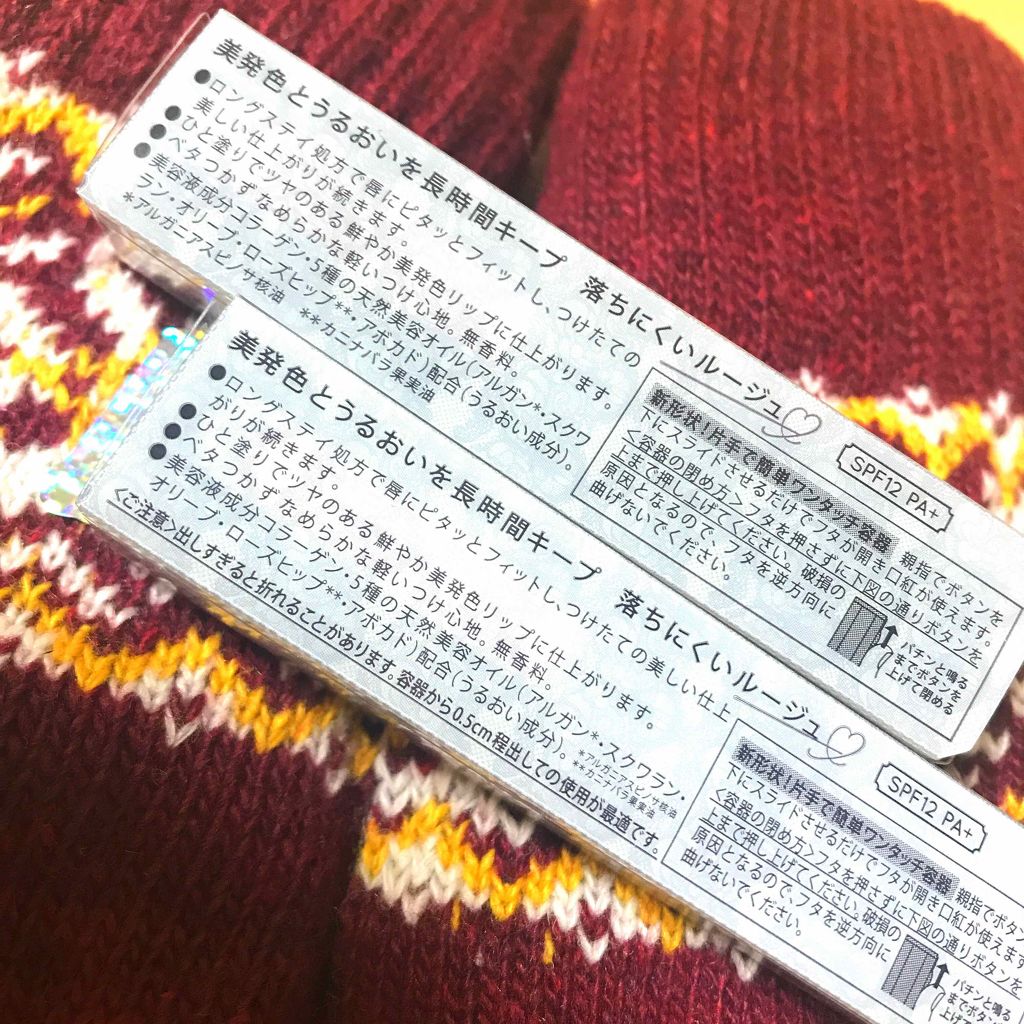 美発色とうるおいを長時間キープ 落ちにくいルージュ
●ロングステイ処方で唇にピタッとフィットし、つけたての
美しい仕上がりが続きます。
●ひと塗りでツヤのある鮮やか美発色リップに仕上がります。
●ベタつかずなめらかな軽いつけ心地。無香料。
●美容液成分コラーゲン・5種の天然美容オイル(アルガン*・スクワ
ラン・オリーブ・ローズヒップ**・アボカド)配合(うるおい成分)。
*アルガニアスピノサ核油 **カニナバラ果実油
SPF12 PA+
新形状!片手で簡単ワンタッチ容器 親指でボタンを
下にスライドさせるだけでフタが開き口紅が使えます。
<容器の閉め方>フタを押さずに下図の通りボタンを
上まで押し上げてください。破損の
原因となるので、フタを逆方向に
曲げないでください。
パチンと鳴る
までボタンを
上げて閉める
美発色とうるおいを長時間キープ 落ちにくいルージュ
●ロングステイ処方で唇にピタッとフィットし、つけたての美しい仕上
がりが続きます。
●ひと塗りでツヤのある鮮やか美発色リップに仕上がります。
●ベタつかずなめらかな軽いつけ心地。無香料。
●美容液成分コラーゲン・5種の天然美容オイル(アルガン*・スクワラン・
オリーブ・ローズヒップ**・アボカド)配合(うるおい成分)。
*アルガニアスピノサ核油
**カニナバラ果実油
<ご注意>出しすぎると折れることがあります。容器から0.5cm程出しての使用が最適です。
SPF12 PA+
新形状!片手で簡単ワンタッチ容器 親指でボタン
下にスライドさせるだけでフタが開き口紅が使えます
<容器の閉め方>フタを押さずに下図の通りボタンを
上まで押し上げてください。破損の
原因となるので、フタを逆方向に
曲げないでください。
パチンと鳴る
までボタン
上げて